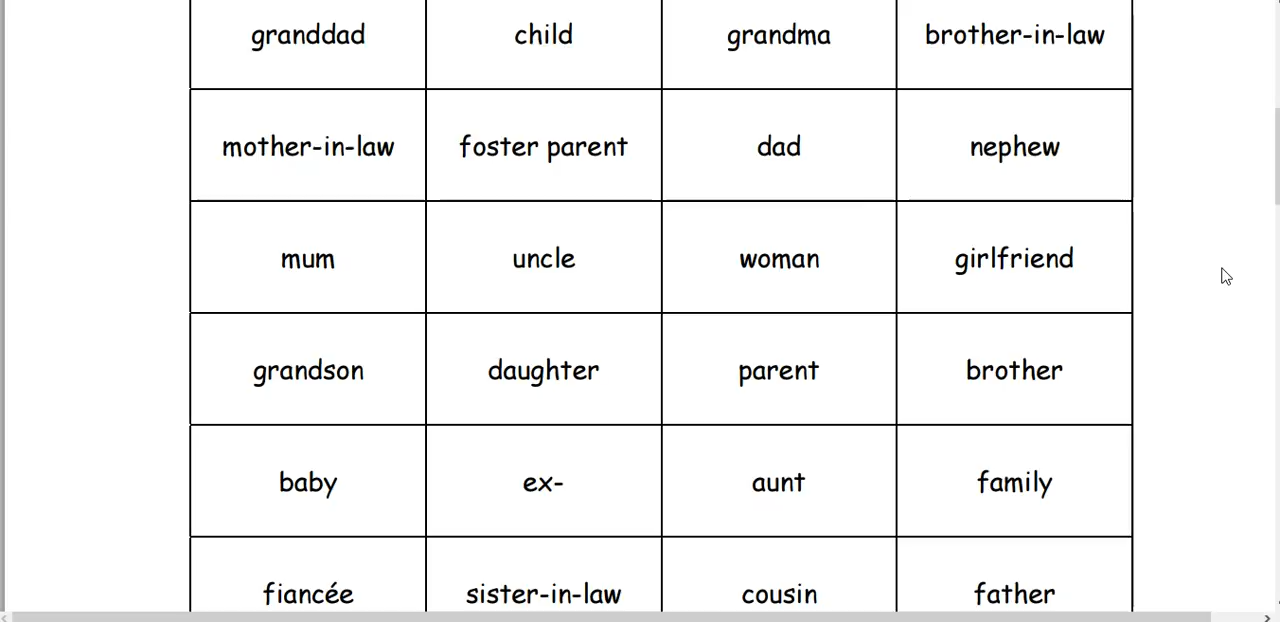 granddad child grandma brother-in-law
mother-in-law foster parent dad nephew
mum uncle woman girlfriend
grandson daughter parent brother
baby ex- aunt family
fiancée sister-in-law cousin father